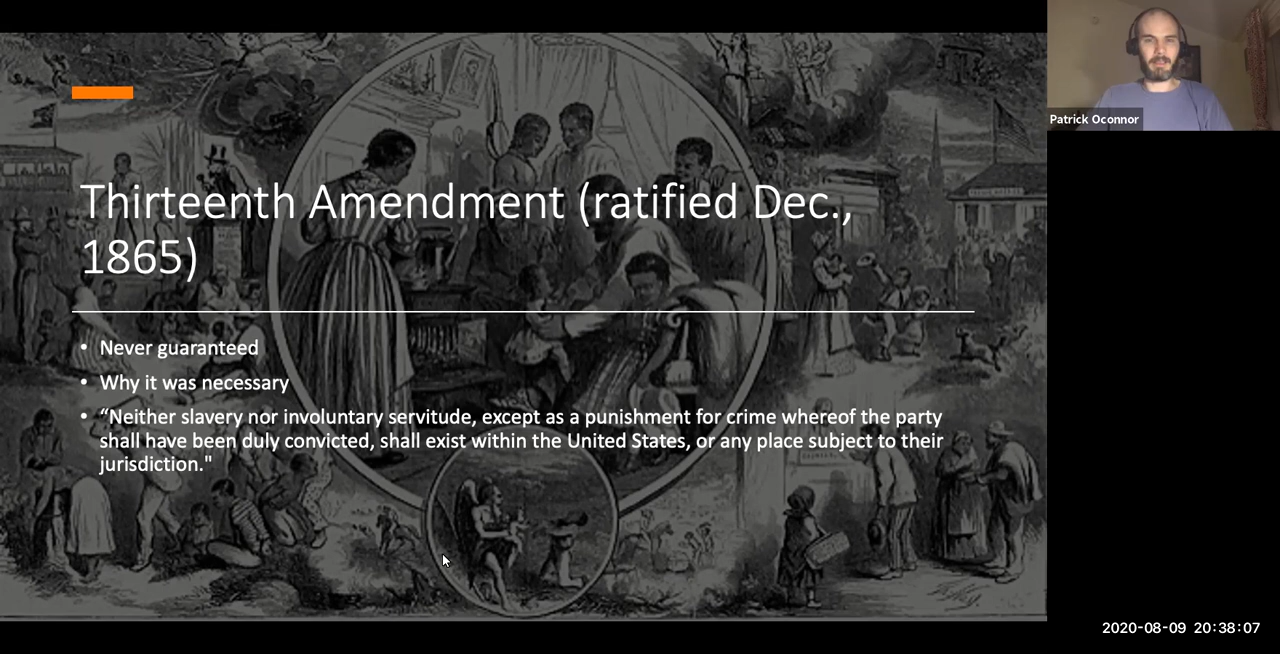 Patrick Oconnor
Thirteenth Amendment (ratified Dec.,
1865)
• Never guaranteed
• Why it was necessary
• “Neither slavery nor involuntary servitude, except as a punishment for crime whereof the party
shall have been duly convicted, shall exist within the United States, or any place subject to their
jurisdiction."
2020-08-09 20:38:07